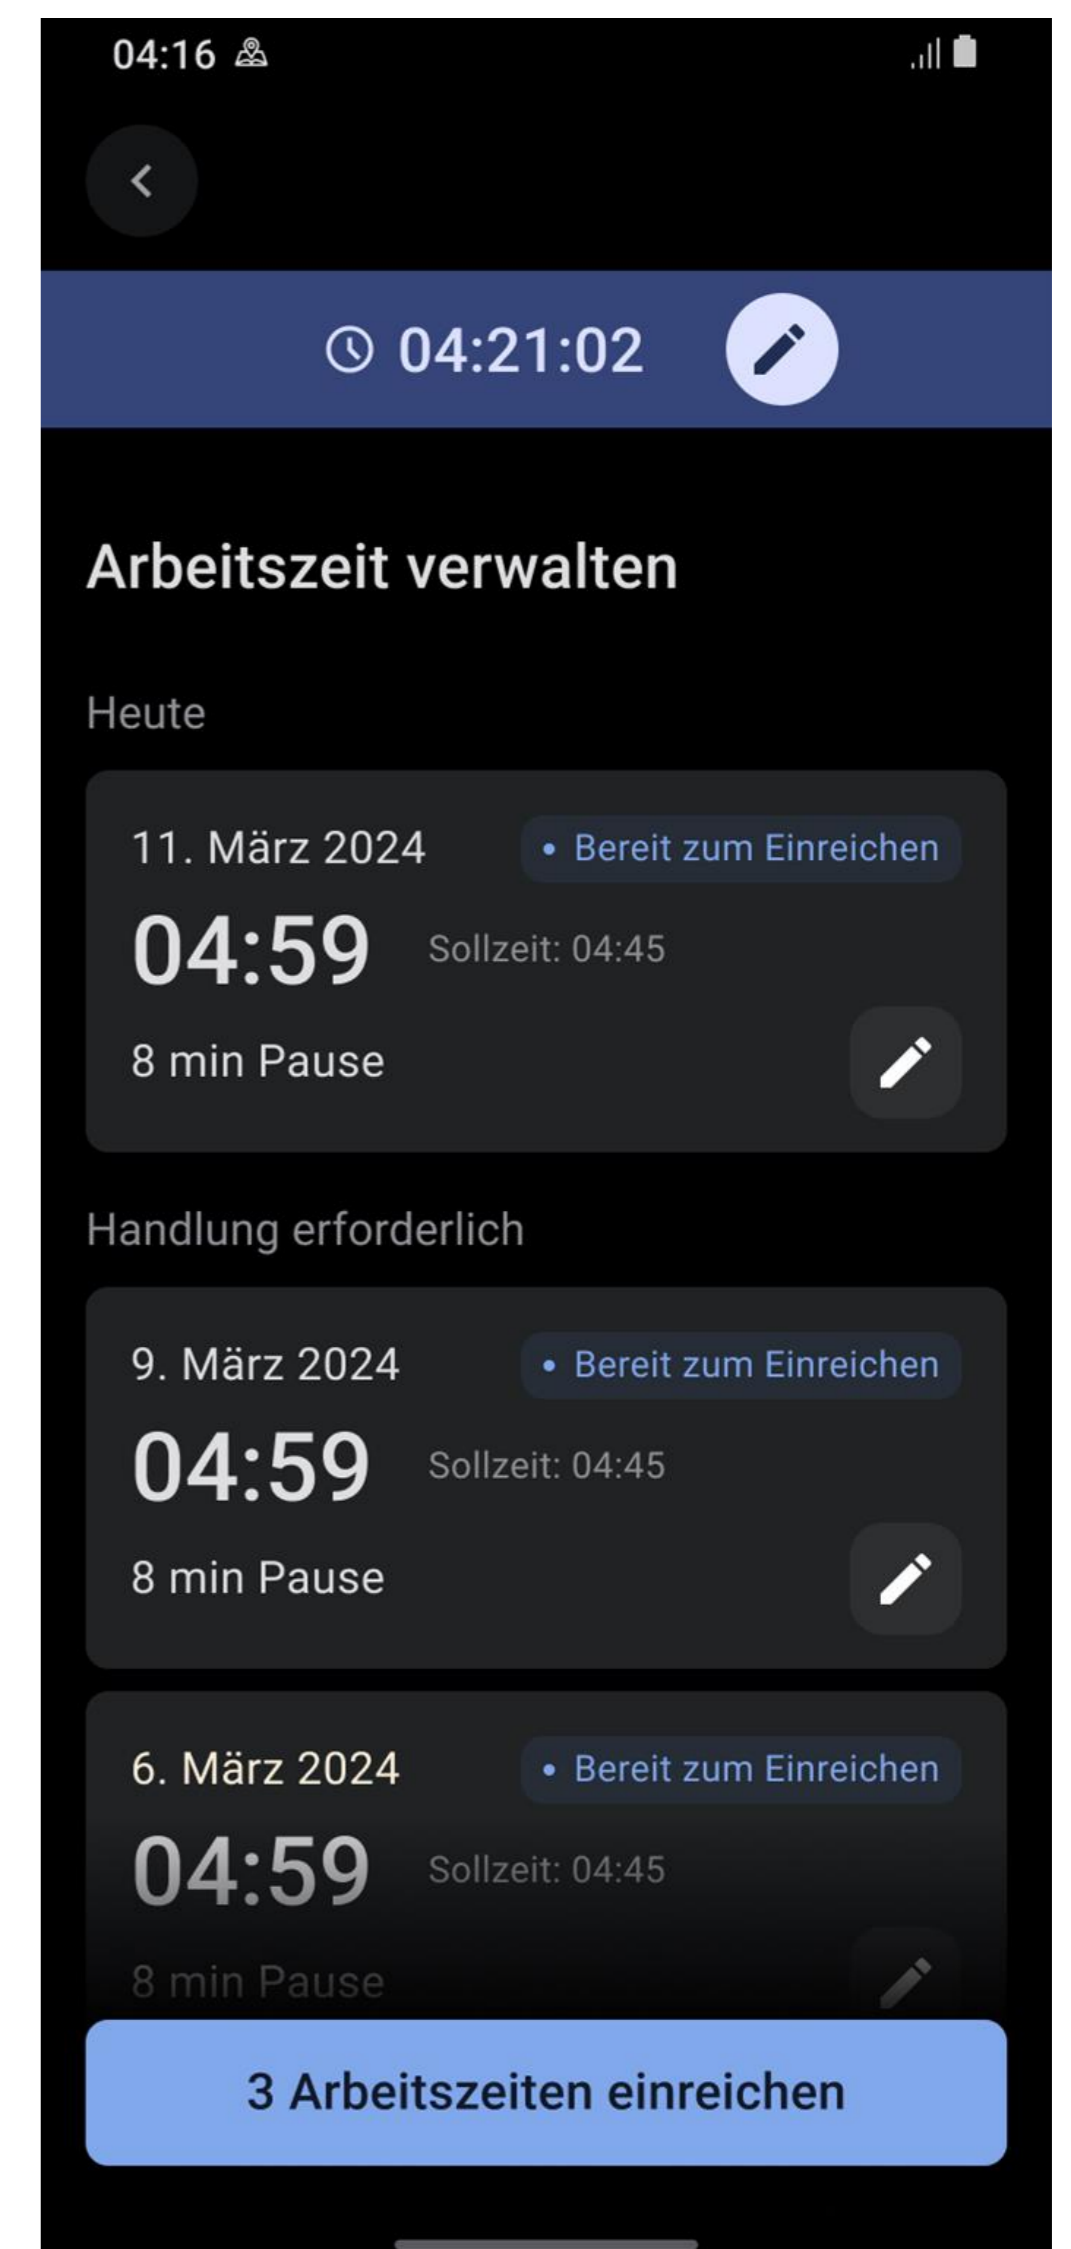 04:16
04:21:02
Arbeitszeit verwalten
Heute
11. März 2024 • Bereit zum Einreichen
04:59 Sollzeit: 04:45
8 min Pause
Handlung erforderlich
9. März 2024 • Bereit zum Einreichen
04:59 Sollzeit: 04:45
8 min Pause
6. März 2024 • Bereit zum Einreichen
04:59 Sollzeit: 04:45
8 min Pause
3 Arbeitszeiten einreichen